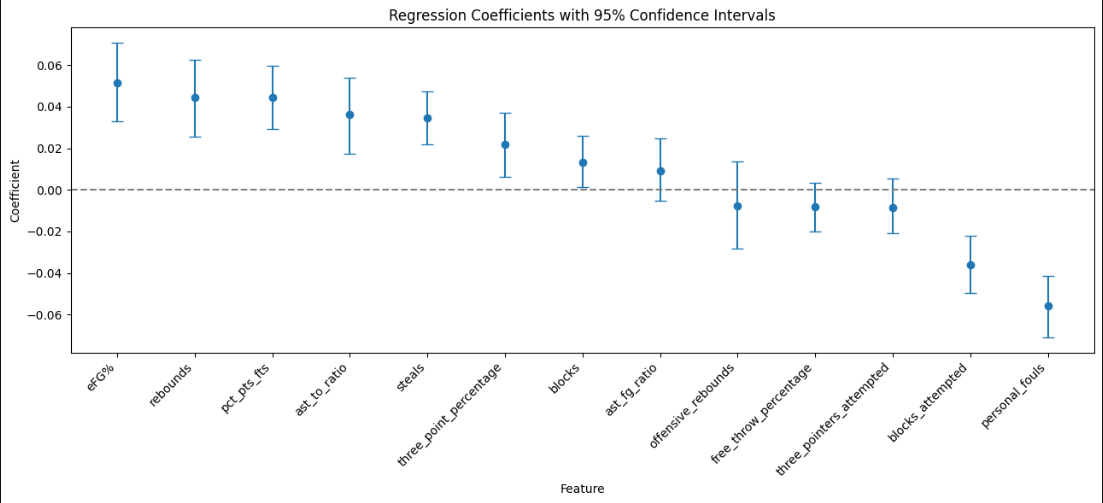 Regression Coefficients with 95% Confidence Intervals
Coefficient
0.06
0.04
0.02
0.00
−0.02
−0.04
−0.06
eFG%
rebounds
pct_pts_fts
ast_to_ratio
steals
three_point_percentage
blocks
ast_fg_ratio
offensive_rebounds
free_throw_percentage
three_pointers_attempted
blocks_attempted
personal_fouls
Feature